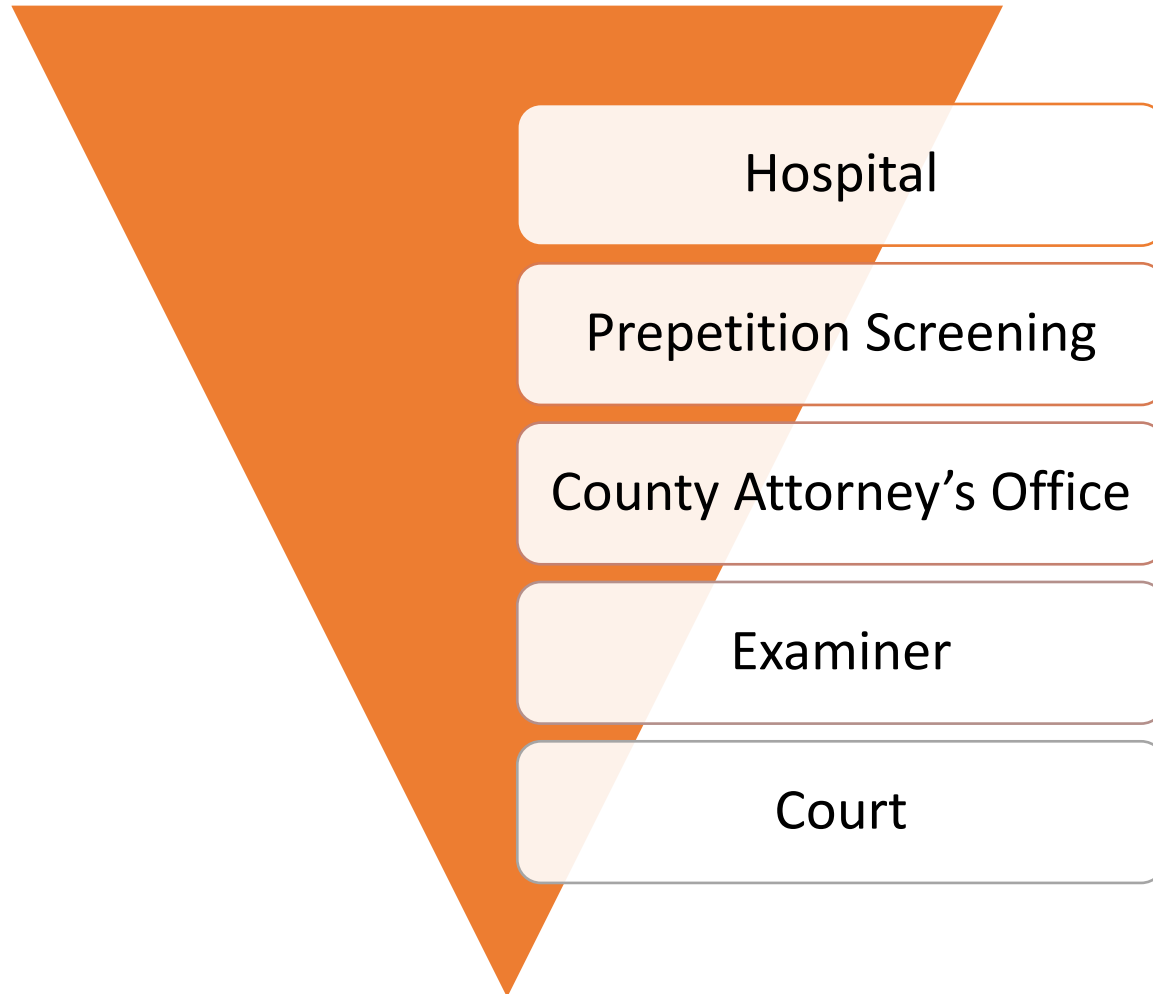 Hospital
Prepetition Screening
County Attorney’s Office
Examiner
Court